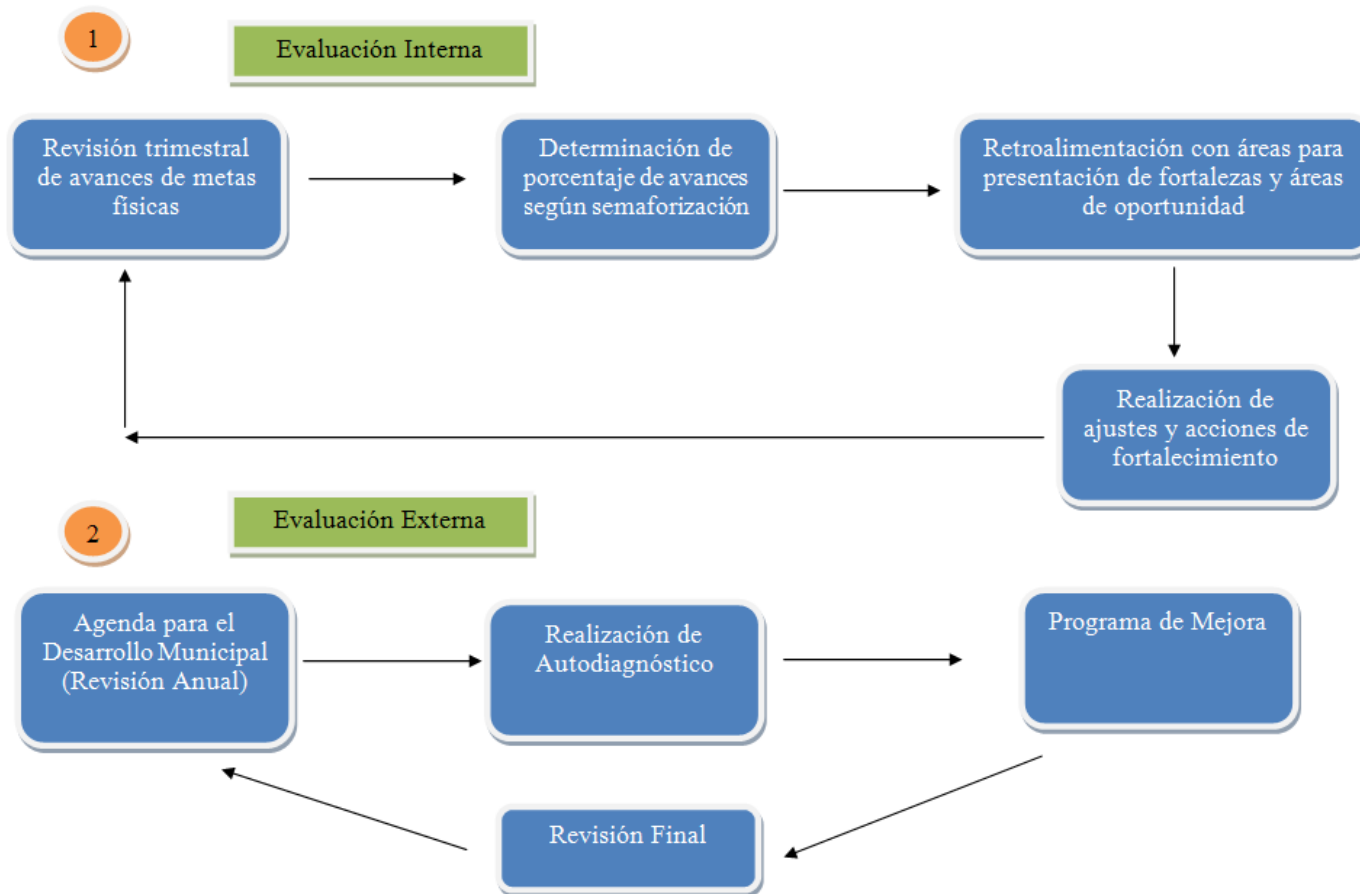 1
Evaluación Interna
Revisión trimestral
de avances de metas
físicas
Determinación de
porcentaje de avances
según semaforización
Retroalimentación con áreas para
presentación de fortalezas y áreas
de oportunidad
Realización de
ajustes y acciones de
fortalecimiento
2
Evaluación Externa
Agenda para el
Desarrollo Municipal
(Revisión Anual)
Realización de
Autodiagnóstico
Programa de Mejora
Revisión Final